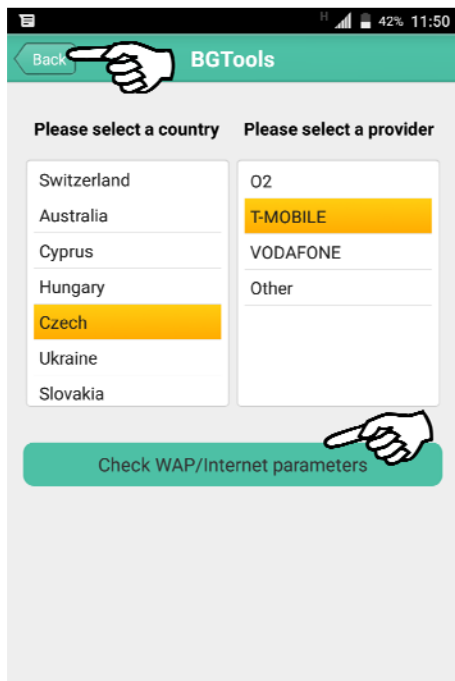 H 42% 11:50
Back BGTools
Please select a country
Switzerland
Australia
Cyprus
Hungary
Czech
Ukraine
Slovakia
Please select a provider
O2
T-MOBILE
VODAFONE
Other
Check WAP/Internet parameters